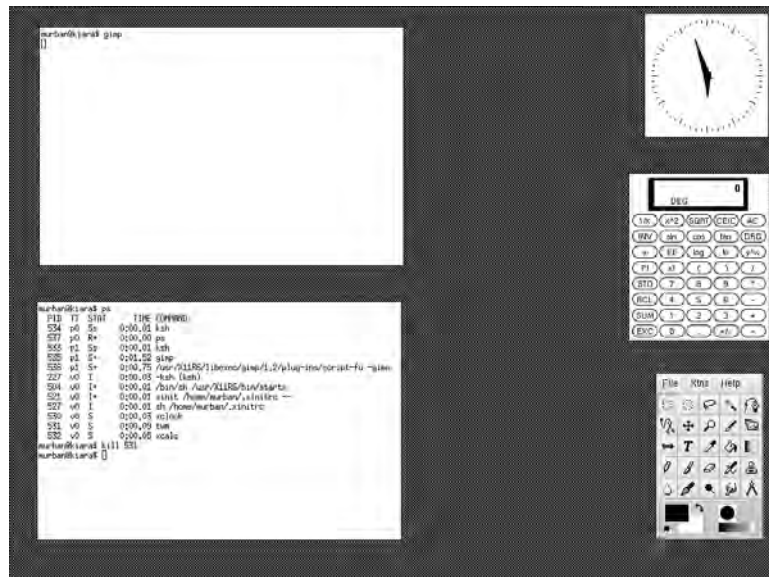 murban@kiara$ gimp
murban@kiara$ ps
PID TT STAT TIME COMMAND
534 p0 Ss 0:00.01 ksh
537 p0 R+ 0:00.00 ps
533 p1 Ss 0:00.01 ksh
535 p1 S+ 0:01.52 gimp
536 p1 S+ 0:00.75 /usr/X11R6/libexec/gimp/1.2/plug-ins/script-fu -gimp
227 v0 I 0:00.03 -ksh (ksh)
504 v0 I+ 0:00.01 /bin/sh /usr/X11R6/bin/startx
521 v0 I+ 0:00.01 xinit /home/murban/.xinitrc --
527 v0 I 0:00.01 sh /home/murban/.xinitrc
530 v0 S 0:00.03 xclock
531 v0 S 0:00.09 twm
532 v0 S 0:00.05 xcalc
murban@kiara$ kill 531
murban@kiara$
0
DEG
1/x x^2 SQRT CE/C AC
INV sin cos tan DRG
e EE log ln y^x
PI x! ( ) /
STO 7 8 9 *
RCL 4 5 6 -
SUM 1 2 3 +
EXC 0 . +/- =
File Xtns Help